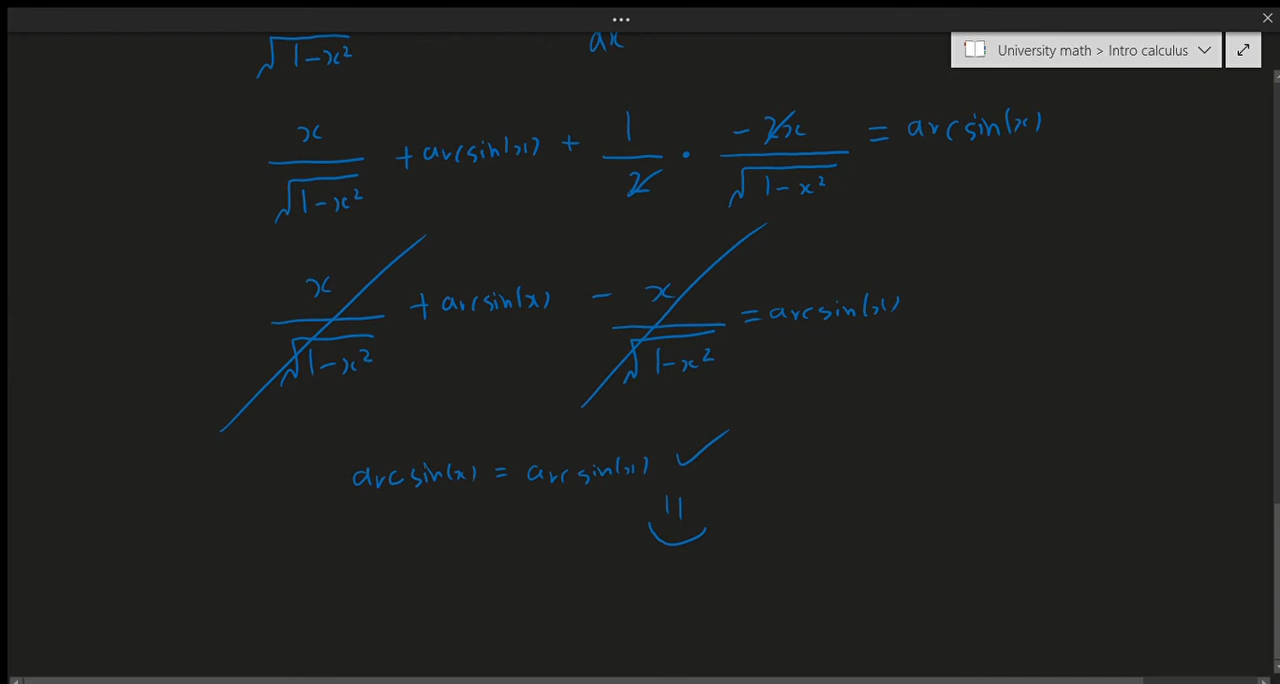 University math > Intro calculus
√(1-x²)
x/√(1-x²) + arcsin(x) + 1/2 · -2x/√(1-x²) = arcsin(x)
x/√(1-x²) + arcsin(x) - x/√(1-x²) = arcsin(x)
arcsin(x) = arcsin(x) ✓